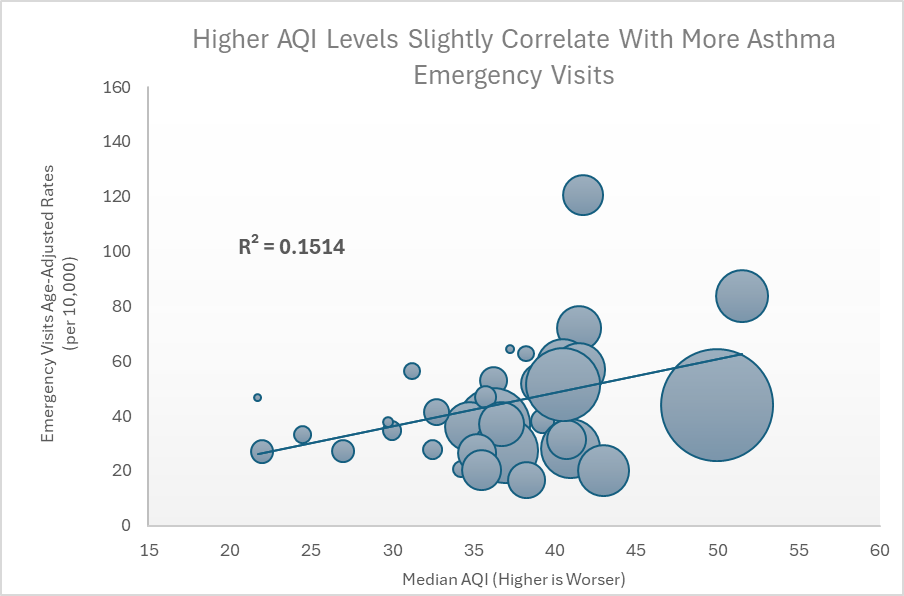 Higher AQI Levels Slightly Correlate With More Asthma
Emergency Visits
160
140
120
100
80
60
40
20
0
Emergency Visits Age-Adjusted Rates
(per 10,000)
R² = 0.1514
15 20 25 30 35 40 45 50 55 60
Median AQI (Higher is Worser)